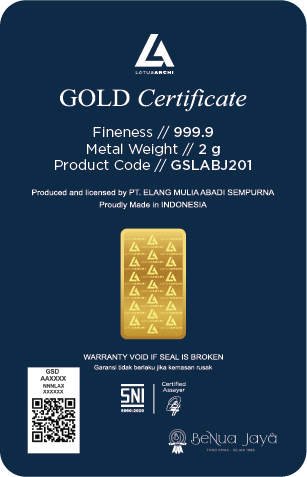 LOTUSARCHI
GOLD Certificate
Fineness // 999.9
Metal Weight // 2 g
Product Code // GSLABJ201
Produced and licensed by PT. ELANG MULIA ABADI SEMPURNA
Proudly Made in INDONESIA
WARRANTY VOID IF SEAL IS BROKEN
Garansi tidak berlaku jika kemasan rusak
GSD
AAXXXX
NNNLAX
XXXXXX
SNI
8880:2020
Certified
Assayer
BeNua Jaya